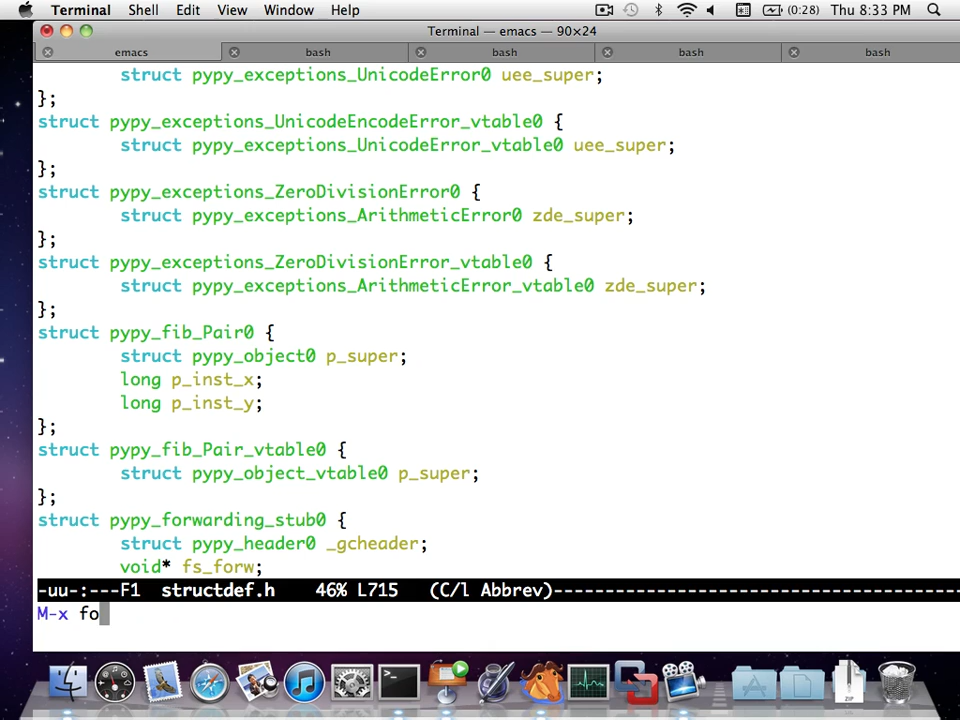 Terminal Shell Edit View Window Help (0:28) Thu 8:33 PM
Terminal — emacs — 90×24
emacs bash bash bash bash
struct pypy_exceptions_UnicodeError0 uee_super;
};
struct pypy_exceptions_UnicodeEncodeError_vtable0 {
struct pypy_exceptions_UnicodeError_vtable0 uee_super;
};
struct pypy_exceptions_ZeroDivisionError0 {
struct pypy_exceptions_ArithmeticError0 zde_super;
};
struct pypy_exceptions_ZeroDivisionError_vtable0 {
struct pypy_exceptions_ArithmeticError_vtable0 zde_super;
};
struct pypy_fib_Pair0 {
struct pypy_object0 p_super;
long p_inst_x;
long p_inst_y;
};
struct pypy_fib_Pair_vtable0 {
struct pypy_object_vtable0 p_super;
};
struct pypy_forwarding_stub0 {
struct pypy_header0 _gcheader;
void* fs_forw;
-uu-:---F1 structdef.h 46% L715 (C/l Abbrev)--------------------------------------
M-x fo
ZIP